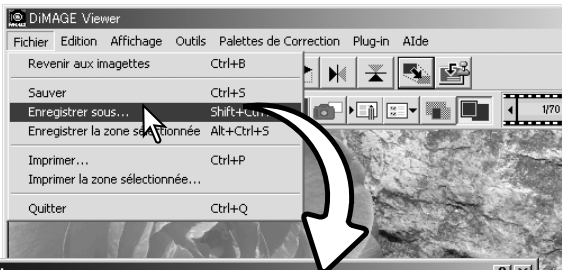 DiMAGE Viewer
Fichier Edition Affichage Outils Palettes de Correction Plug-in AIde
Revenir aux imagettes Ctrl+B
Sauver Ctrl+S
Enregistrer sous... Shift+Ctrl+
Enregistrer la zone sélectionnée Alt+Ctrl+S
1/70
Imprimer... Ctrl+P
Imprimer la zone sélectionnée...
Quitter Ctrl+Q